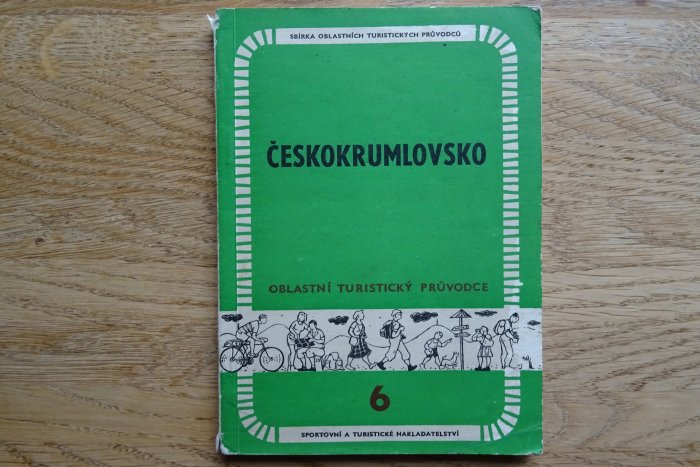 SBÍRKA OBLASTNÍCH TURISTICKÝCH PRŮVODCŮ
ČESKOKRUMLOVSKO
OBLASTNÍ TURISTICKÝ PRŮVODCE
6
SPORTOVNÍ A TURISTICKÉ NAKLADATELSTVÍ